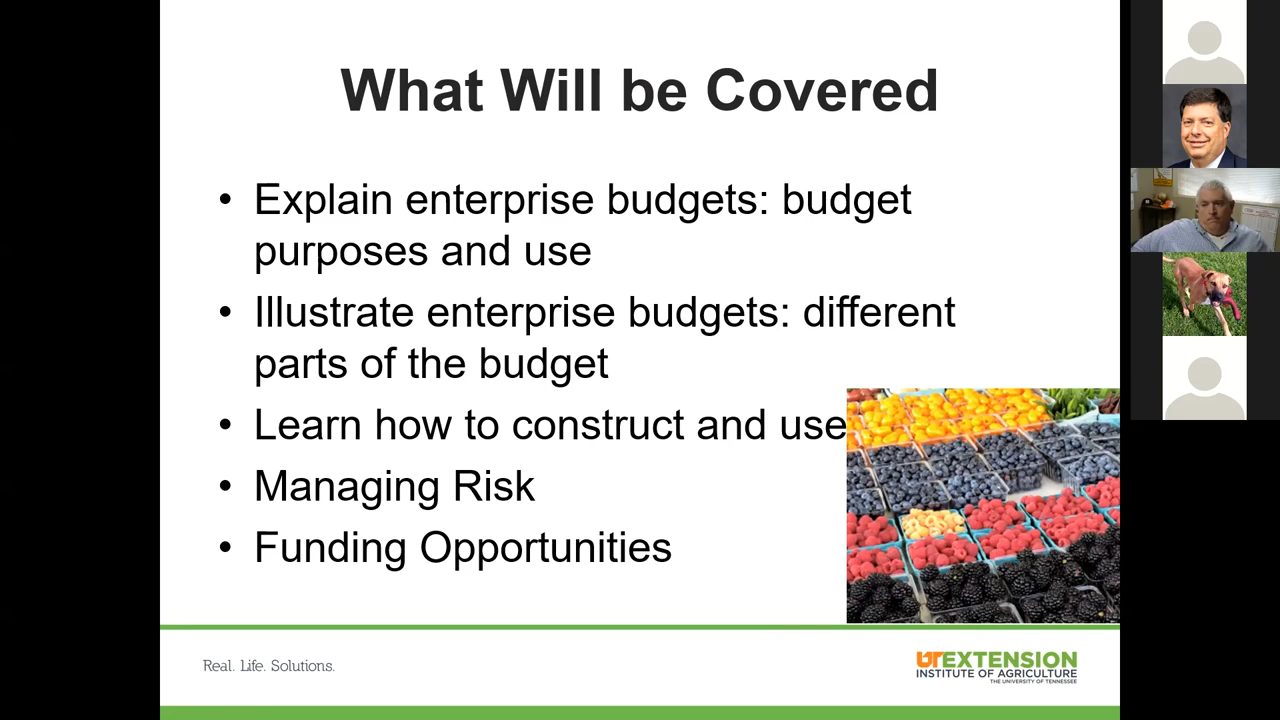 What Will be Covered
• Explain enterprise budgets: budget
purposes and use
• Illustrate enterprise budgets: different
parts of the budget
• Learn how to construct and use
• Managing Risk
• Funding Opportunities
Real. Life. Solutions.
UTEXTENSION
INSTITUTE OF AGRICULTURE
THE UNIVERSITY OF TENNESSEE